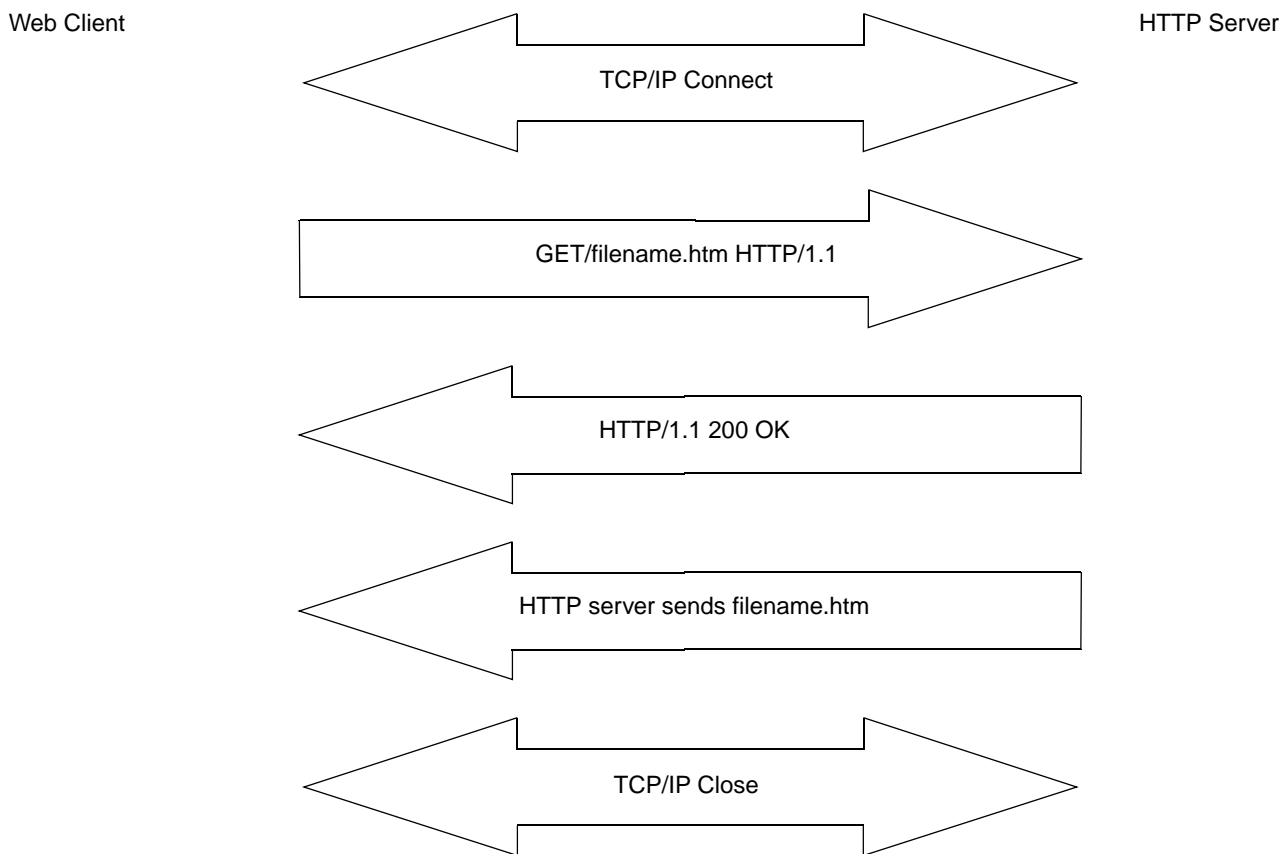 Web Client
HTTP Server
TCP/IP Connect
GET/filename.htm HTTP/1.1
HTTP/1.1 200 OK
HTTP server sends filename.htm
TCP/IP Close